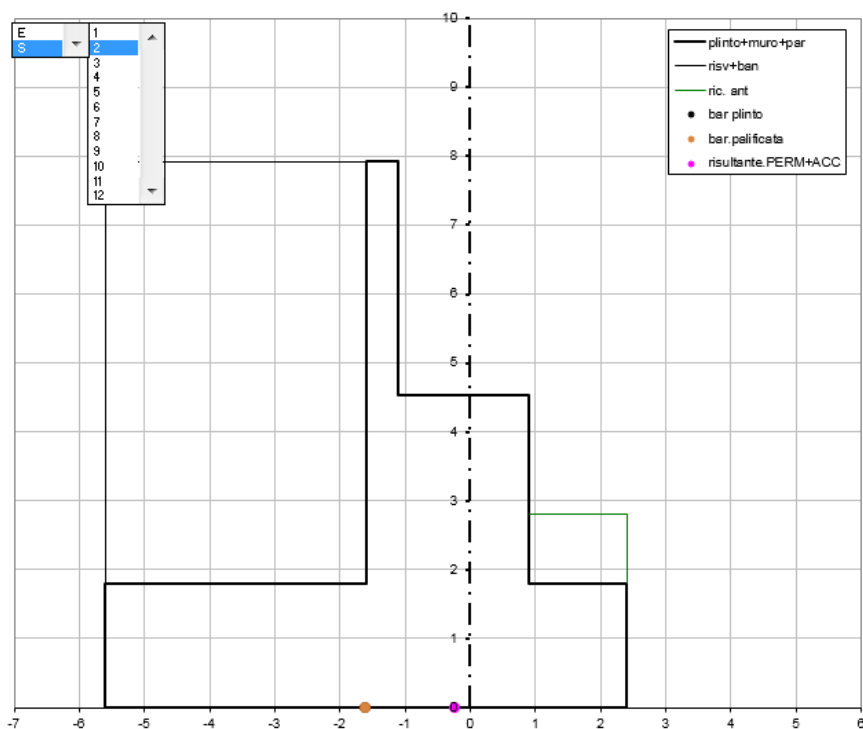 E
S
1
2
3
4
5
6
7
8
9
10
11
12
10
9
8
7
6
5
4
3
2
1
0
plinto+muro+par
risv+ban
ric. ant
bar plinto
bar.palificata
risultante.PERM+ACC
-7 -6 -5 -4 -3 -2 -1 0 1 2 3 4 5 6